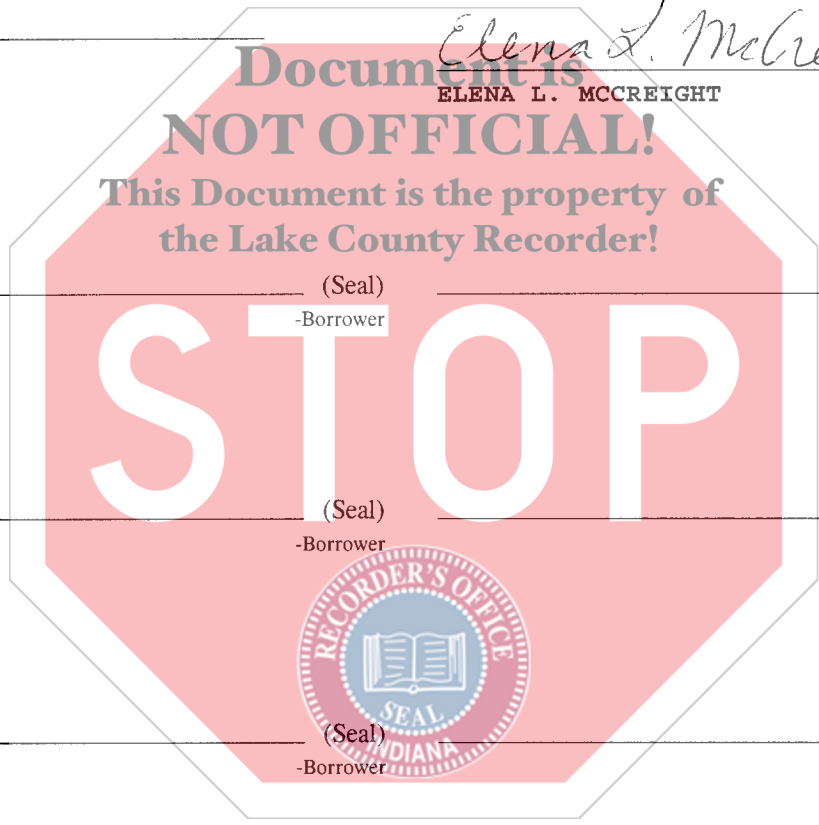 Elena L. McCre
Document is
ELENA L. MCCREIGHT
NOT OFFICIAL!
This Document is the property of
the Lake County Recorder!
(Seal)
-Borrower
STOP
(Seal)
-Borrower
RECORDER'S OFFICE
SEAL
INDIANA
(Seal)
-Borrower